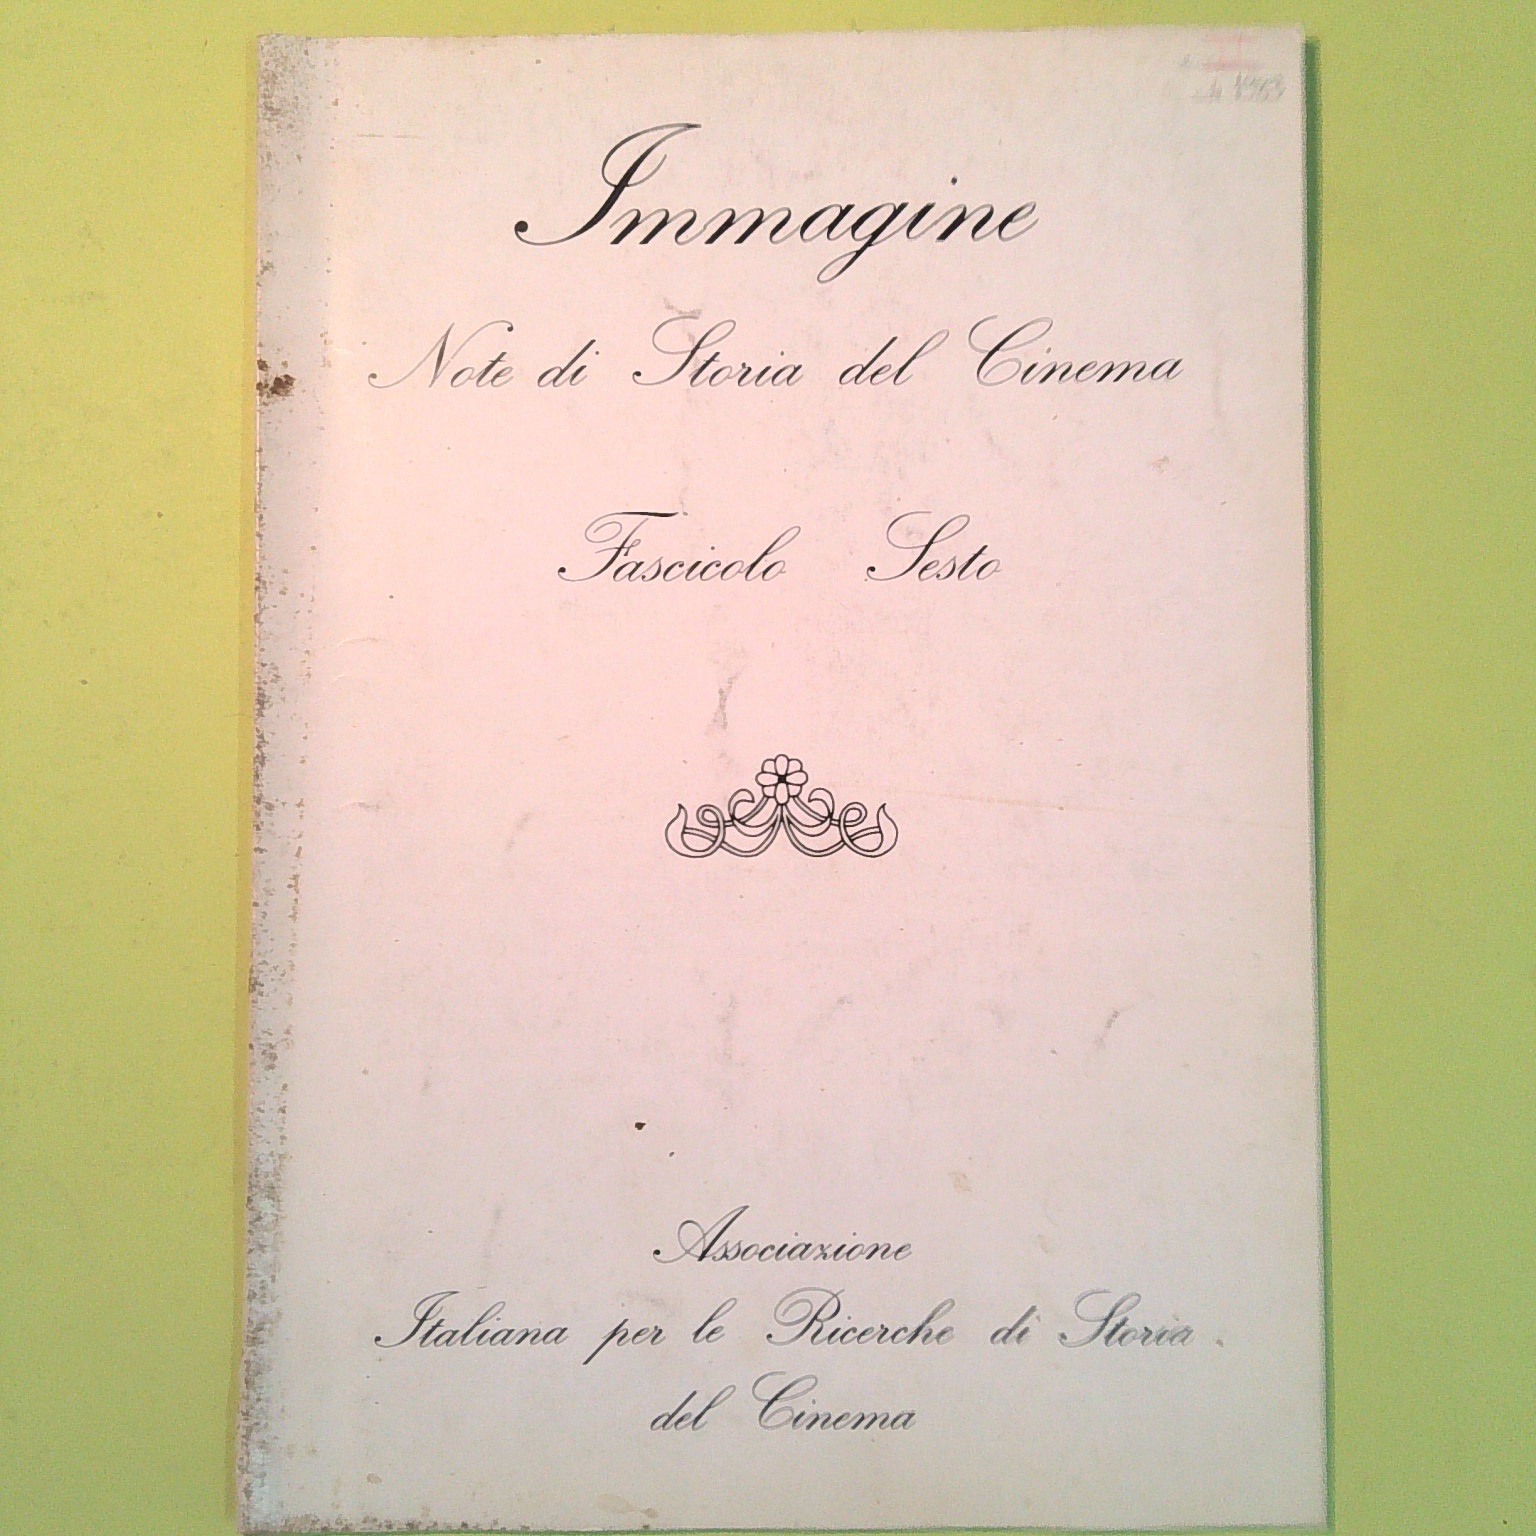 Immagine
Note di Storia del Cinema
Fascicolo Sesto
Associazione
Italiana per le Ricerche di Storia
del Cinema